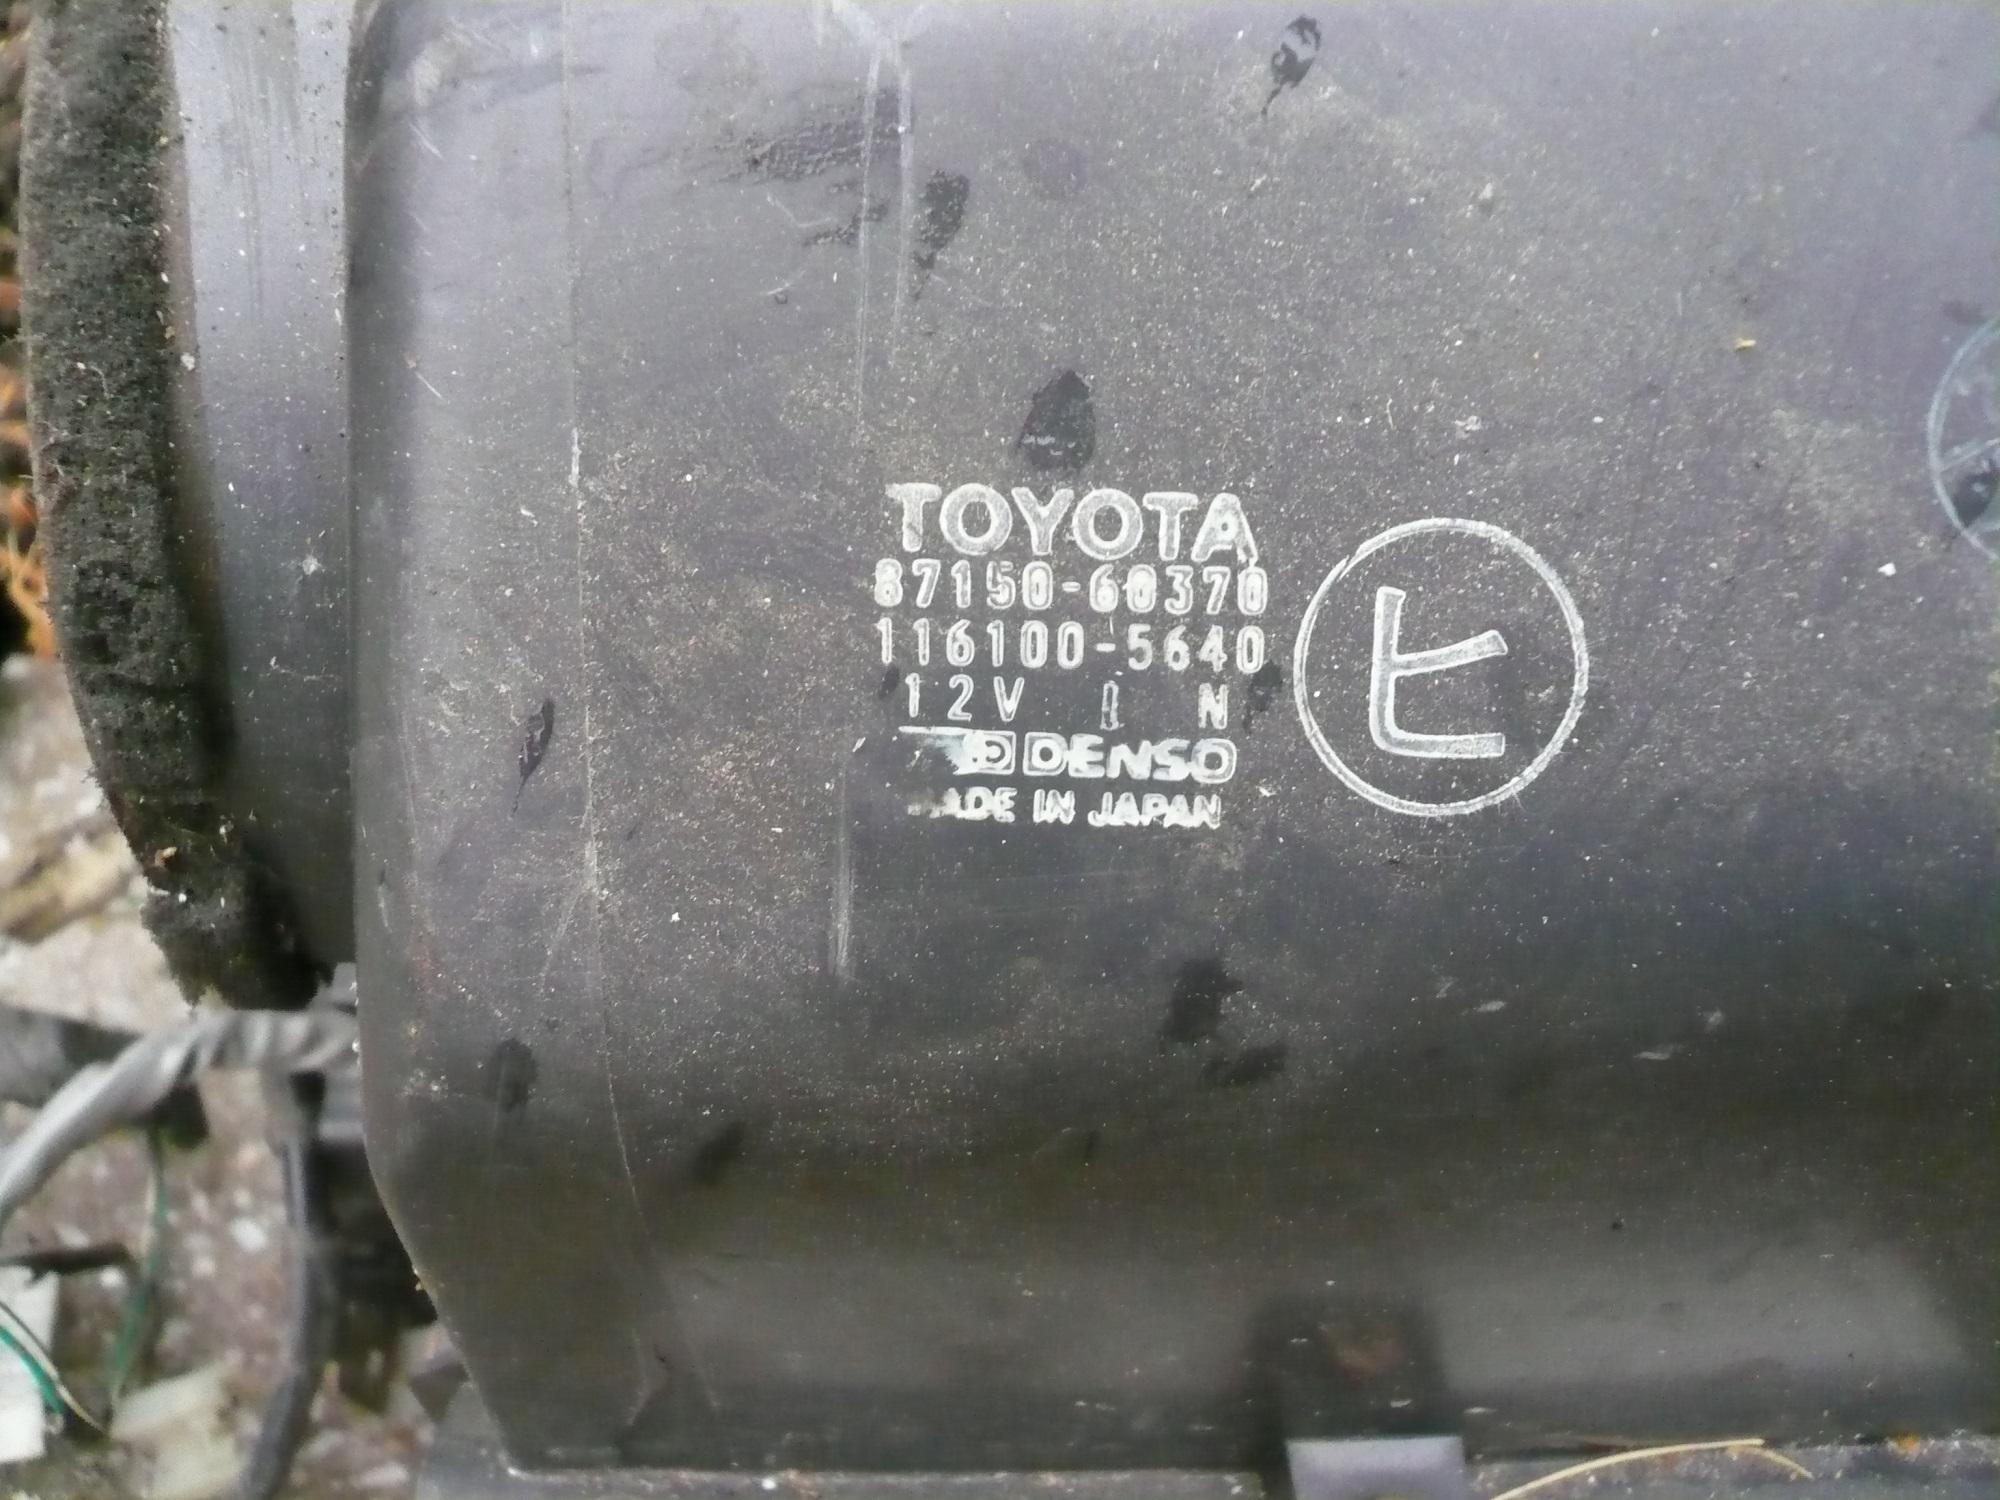 TOYOTA
87150-60370
116100-5640
12V I N
DENSO
MADE IN JAPAN
ヒ